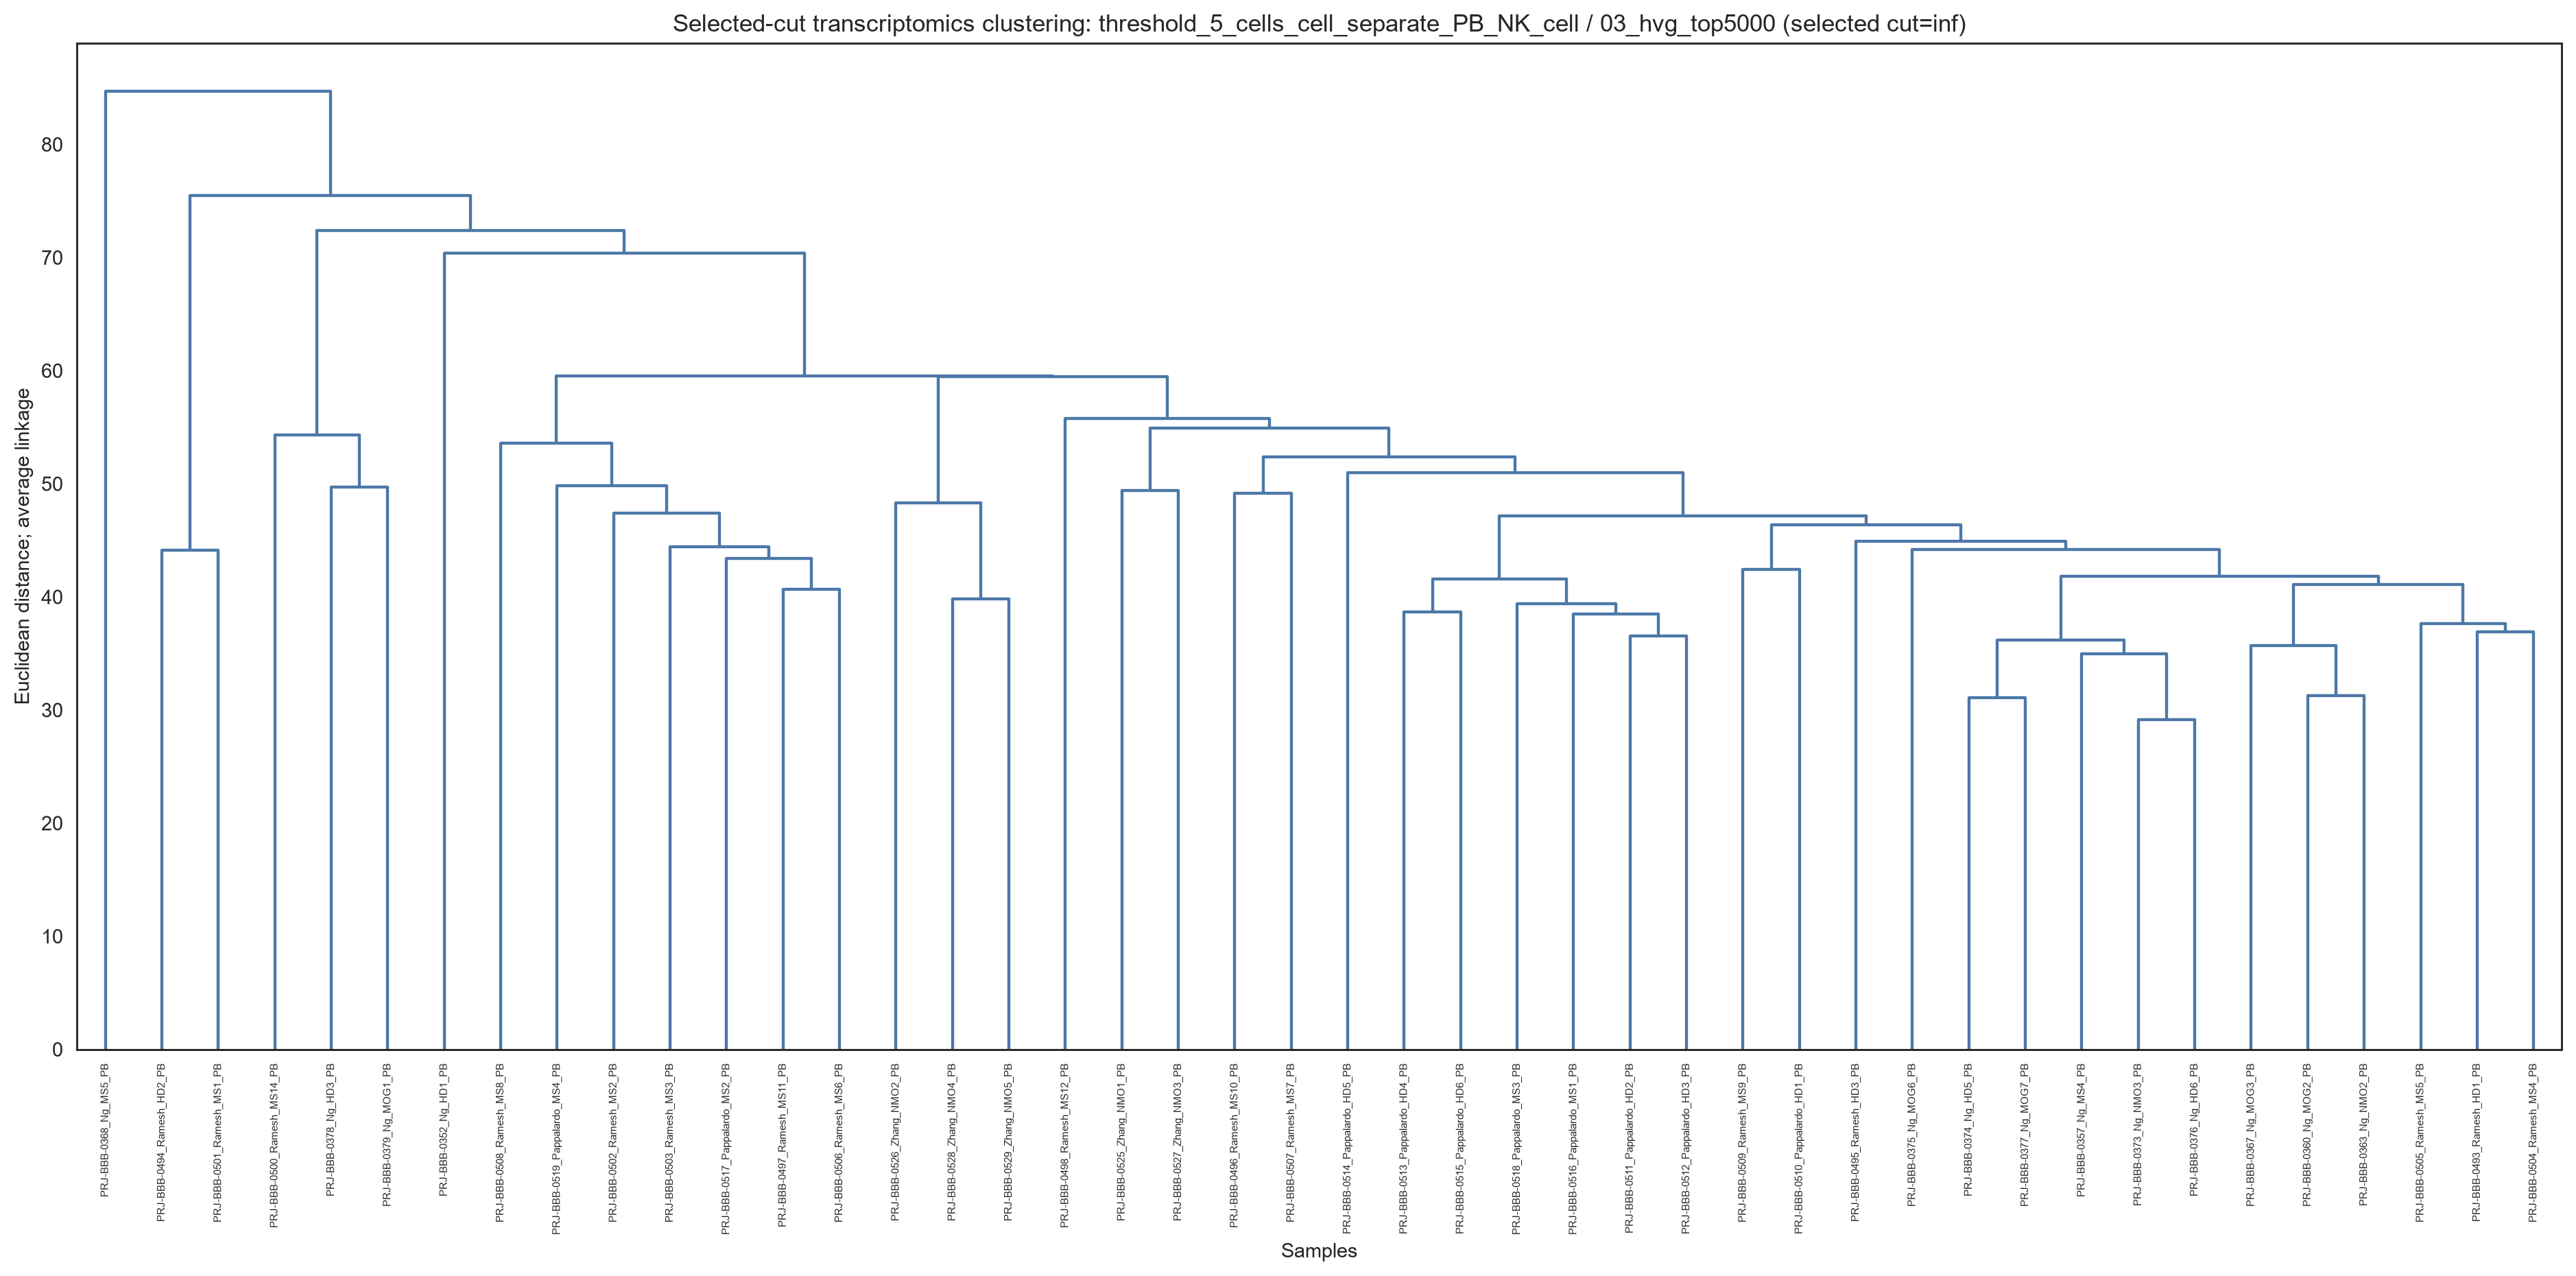 Selected-cut transcriptomics clustering: threshold_5_cells_cell_separate_PB_NK_cell / 03_hvg_top5000 (selected cut=inf)
Euclidean distance; average linkage
80
70
60
50
40
30
20
10
0
PRJ-BBB-0368_Ng_MS5_PB
PRJ-BBB-0494_Ramesh_HD2_PB
PRJ-BBB-0501_Ramesh_MS1_PB
PRJ-BBB-0500_Ramesh_MS14_PB
PRJ-BBB-0378_Ng_HD3_PB
PRJ-BBB-0379_Ng_MOG1_PB
PRJ-BBB-0352_Ng_HD1_PB
PRJ-BBB-0508_Ramesh_MS8_PB
PRJ-BBB-0519_Pappalardo_MS4_PB
PRJ-BBB-0502_Ramesh_MS2_PB
PRJ-BBB-0503_Ramesh_MS3_PB
PRJ-BBB-0517_Pappalardo_MS2_PB
PRJ-BBB-0497_Ramesh_MS11_PB
PRJ-BBB-0506_Ramesh_MS6_PB
PRJ-BBB-0526_Zhang_NMO2_PB
PRJ-BBB-0528_Zhang_NMO4_PB
PRJ-BBB-0529_Zhang_NMO5_PB
PRJ-BBB-0498_Ramesh_MS12_PB
PRJ-BBB-0525_Zhang_NMO1_PB
PRJ-BBB-0527_Zhang_NMO3_PB
PRJ-BBB-0496_Ramesh_MS10_PB
PRJ-BBB-0507_Ramesh_MS7_PB
PRJ-BBB-0514_Pappalardo_HD5_PB
PRJ-BBB-0513_Pappalardo_HD4_PB
PRJ-BBB-0515_Pappalardo_HD6_PB
PRJ-BBB-0518_Pappalardo_MS3_PB
PRJ-BBB-0516_Pappalardo_MS1_PB
PRJ-BBB-0511_Pappalardo_HD2_PB
PRJ-BBB-0512_Pappalardo_HD3_PB
PRJ-BBB-0509_Ramesh_MS9_PB
PRJ-BBB-0510_Pappalardo_HD1_PB
PRJ-BBB-0495_Ramesh_HD3_PB
PRJ-BBB-0375_Ng_MOG6_PB
PRJ-BBB-0374_Ng_HD5_PB
PRJ-BBB-0377_Ng_MOG7_PB
PRJ-BBB-0357_Ng_MS4_PB
PRJ-BBB-0373_Ng_NMO3_PB
PRJ-BBB-0376_Ng_HD6_PB
PRJ-BBB-0367_Ng_MOG3_PB
PRJ-BBB-0360_Ng_MOG2_PB
PRJ-BBB-0363_Ng_NMO2_PB
PRJ-BBB-0505_Ramesh_MS5_PB
PRJ-BBB-0493_Ramesh_HD1_PB
PRJ-BBB-0504_Ramesh_MS4_PB
Samples